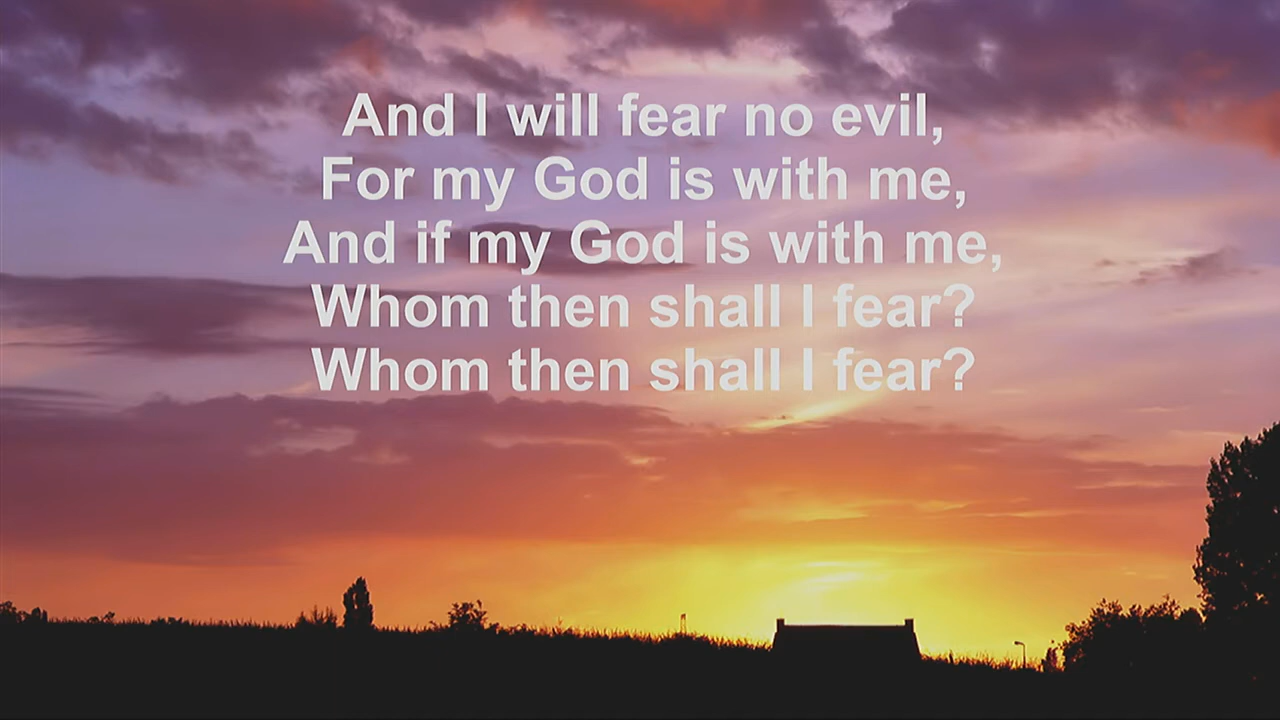 And I will fear no evil,
For my God is with me,
And if my God is with me,
Whom then shall I fear?
Whom then shall I fear?